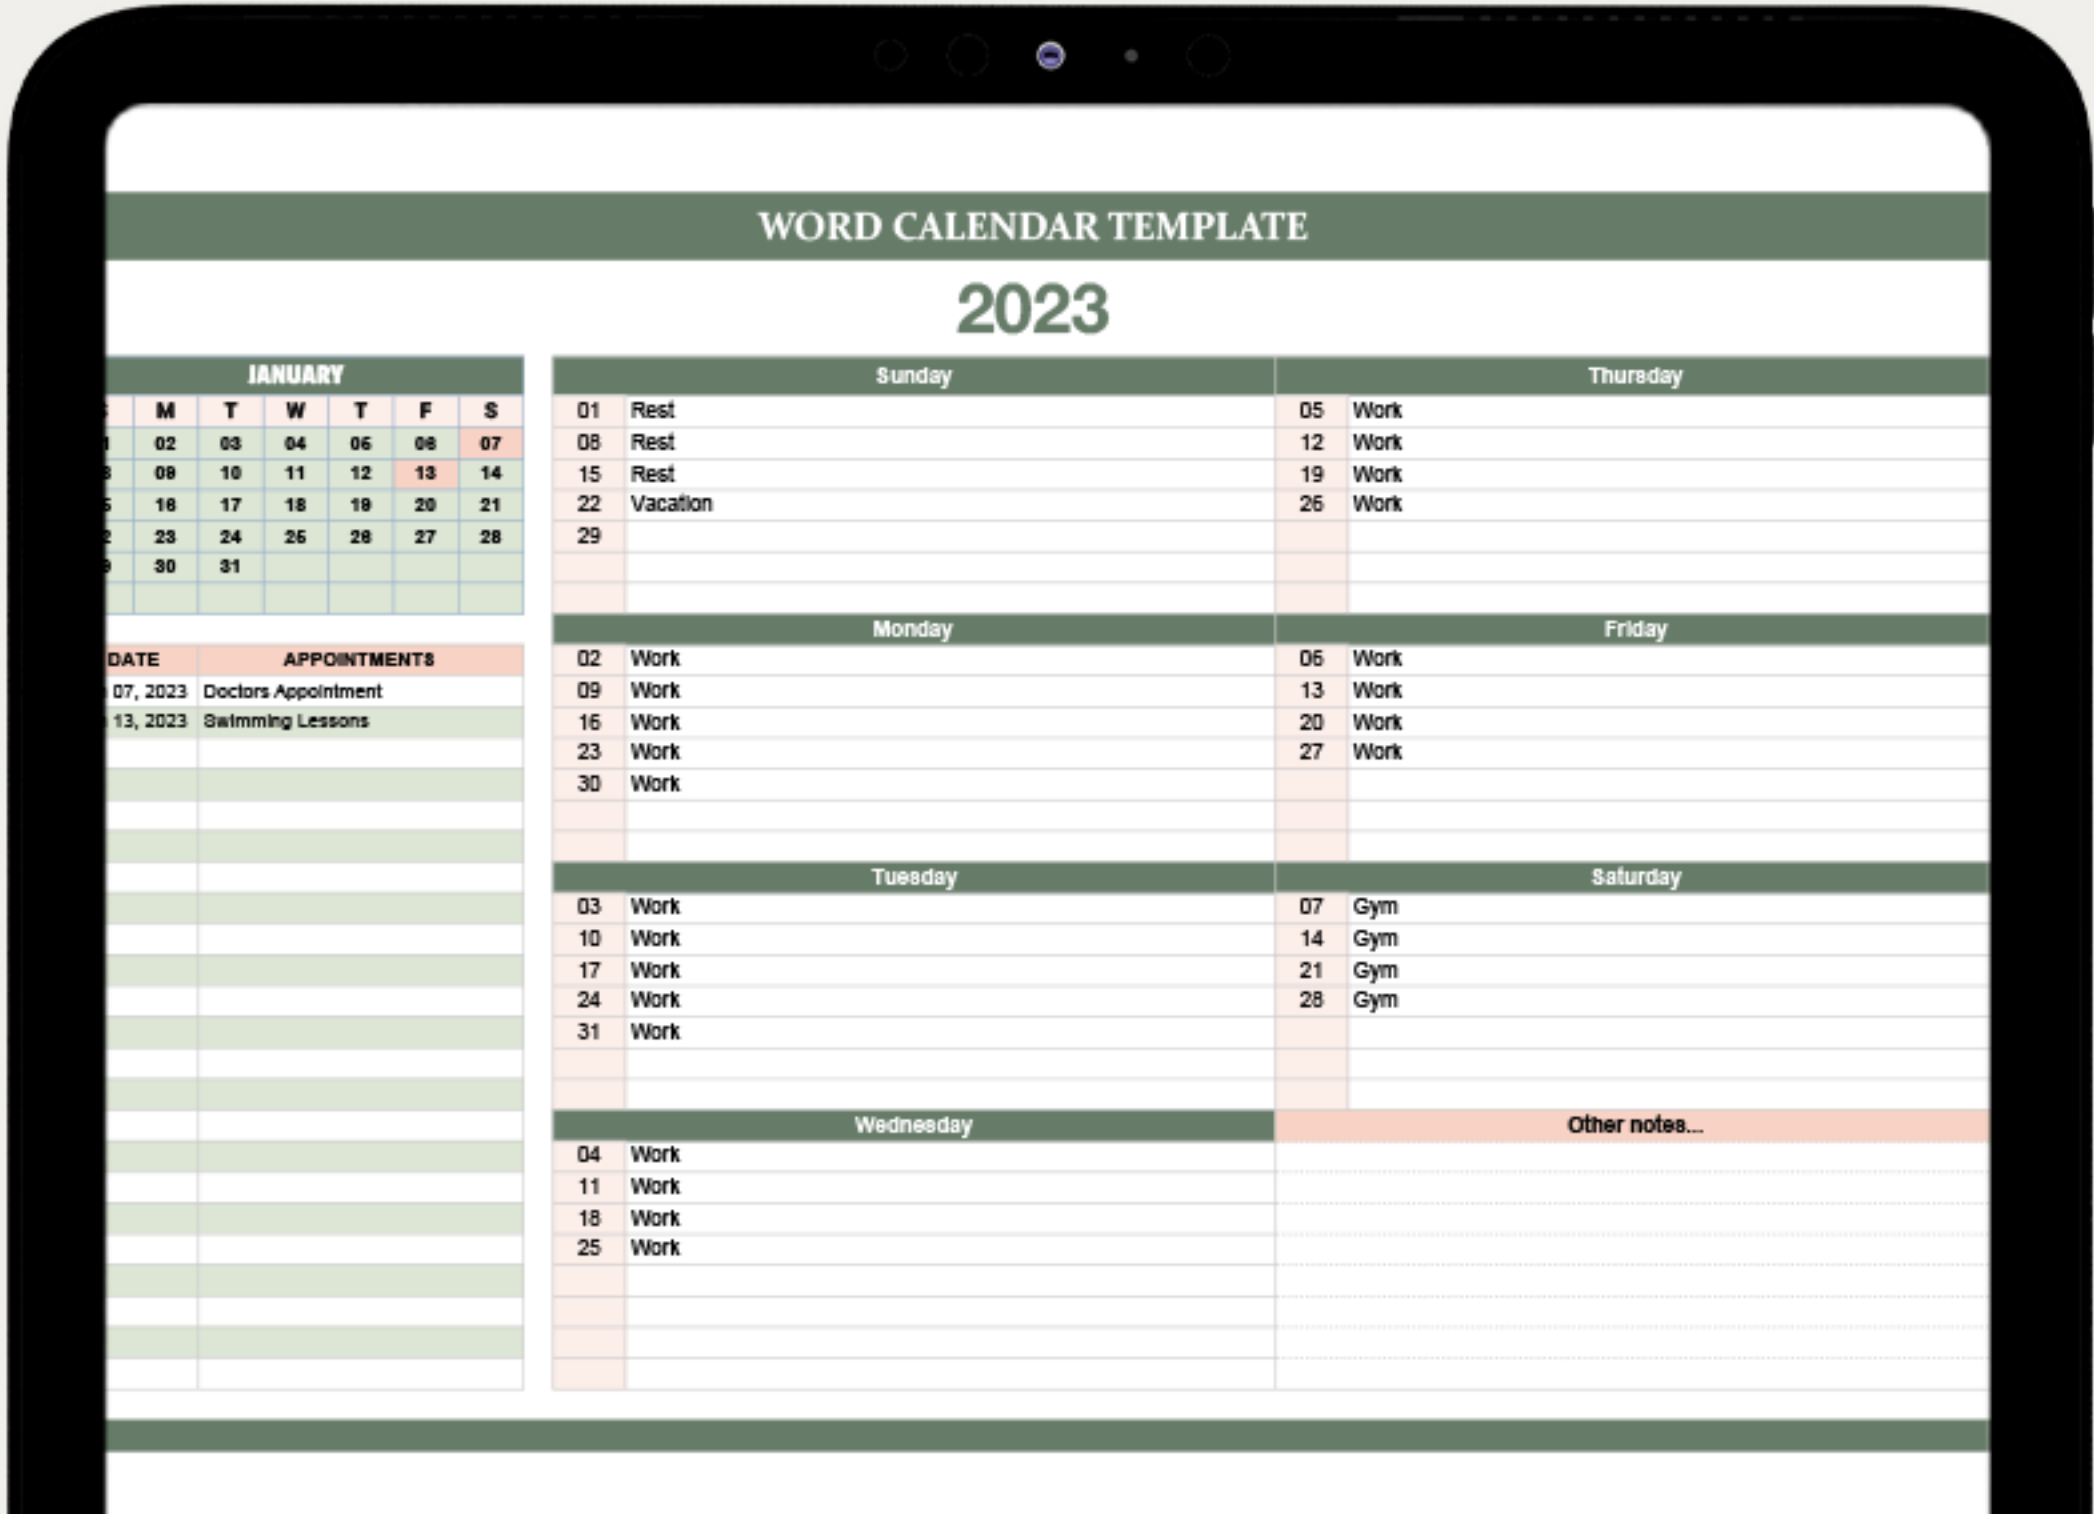 WORD CALENDAR TEMPLATE
2023
JANUARY
M T W T F S
02 03 04 05 06 07
09 10 11 12 13 14
16 17 18 19 20 21
23 24 25 26 27 28
30 31
DATE APPOINTMENTS
07, 2023 Doctors Appointment
13, 2023 Swimming Lessons
Sunday
01 Rest
08 Rest
15 Rest
22 Vacation
29
Monday
02 Work
09 Work
16 Work
23 Work
30 Work
Tuesday
03 Work
10 Work
17 Work
24 Work
31 Work
Wednesday
04 Work
11 Work
18 Work
25 Work
Thursday
05 Work
12 Work
19 Work
26 Work
Friday
06 Work
13 Work
20 Work
27 Work
Saturday
07 Gym
14 Gym
21 Gym
28 Gym
Other notes...